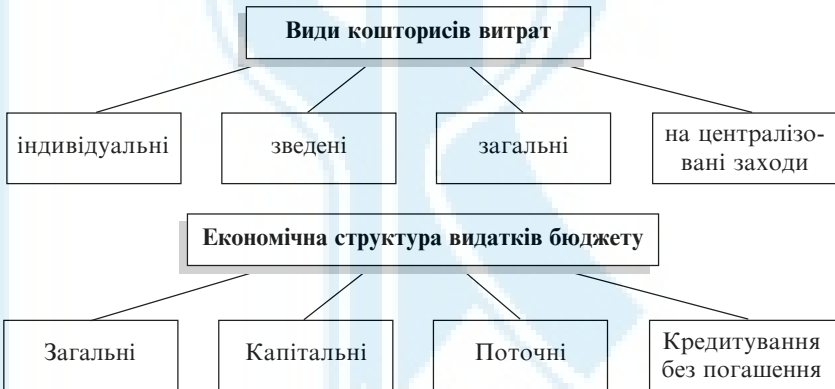 Види кошторисів витрат
індивідуальні
зведені
загальні
на централізо-
вані заходи
Економічна структура видатків бюджету
Загальні
Капітальні
Поточні
Кредитування
без погашення